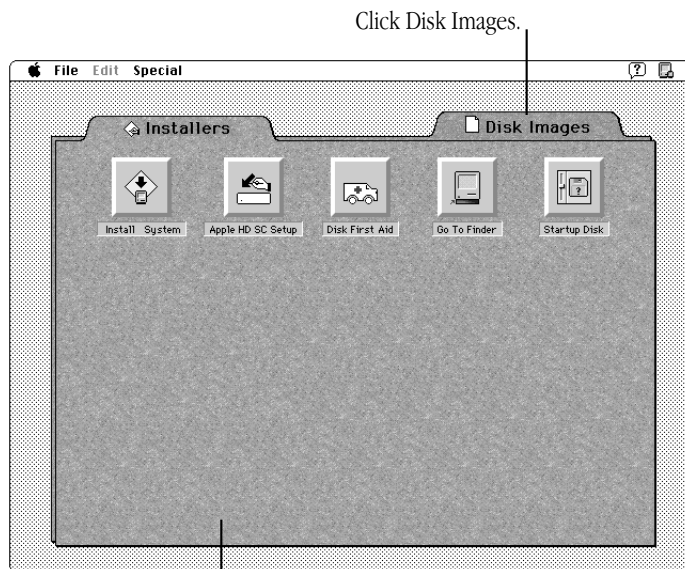 Click Disk Images.
File Edit Special
Installers Disk Images
Install System Apple HD SC Setup Disk First Aid Go To Finder Startup Disk